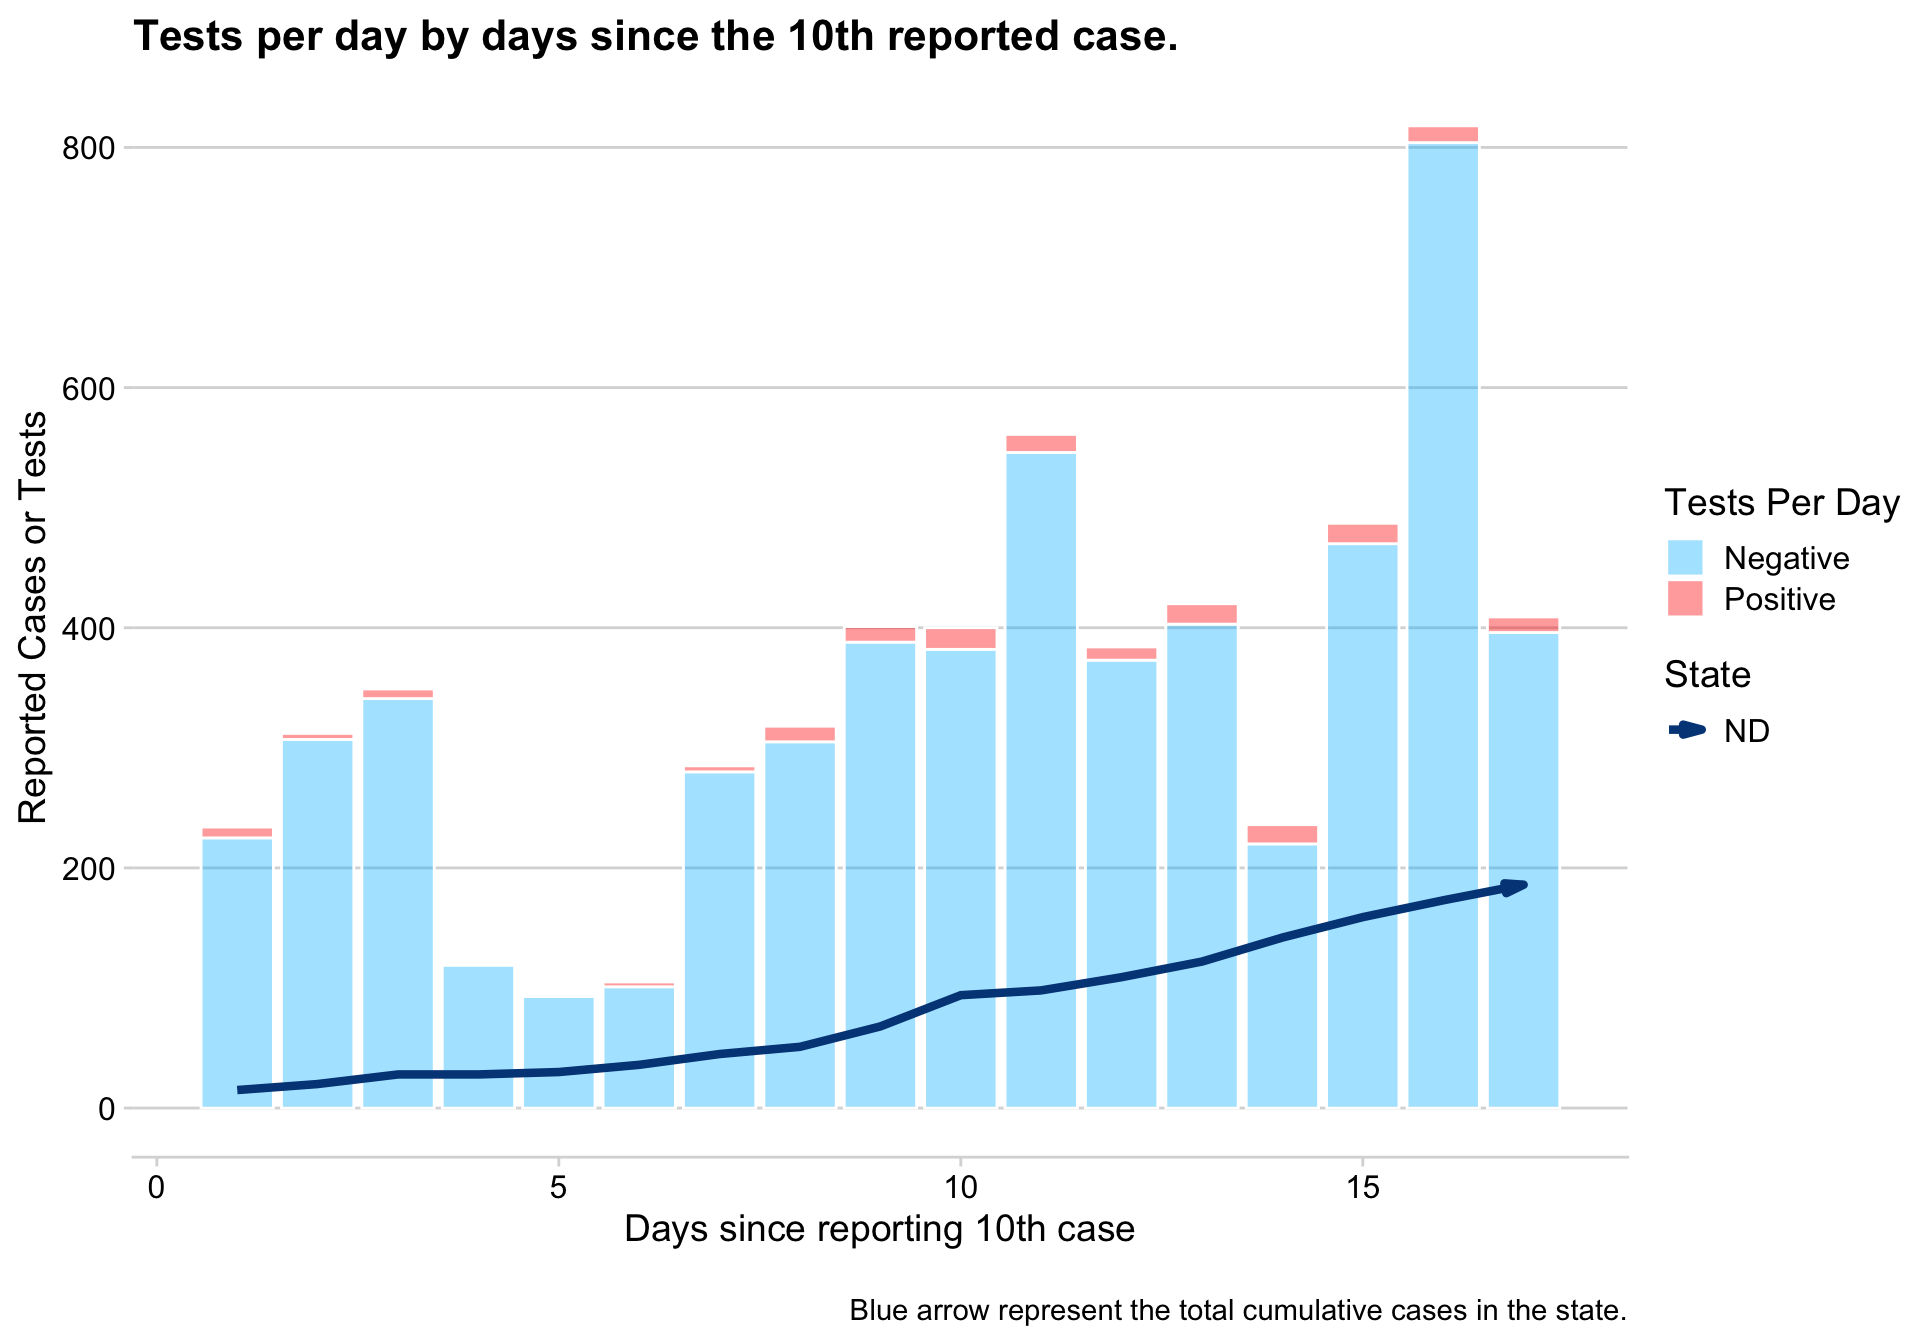 Tests per day by days since the 10th reported case.
800
600
400
200
0
Reported Cases or Tests
0 5 10 15
Days since reporting 10th case
Tests Per Day
Negative
Positive
State
ND
Blue arrow represent the total cumulative cases in the state.